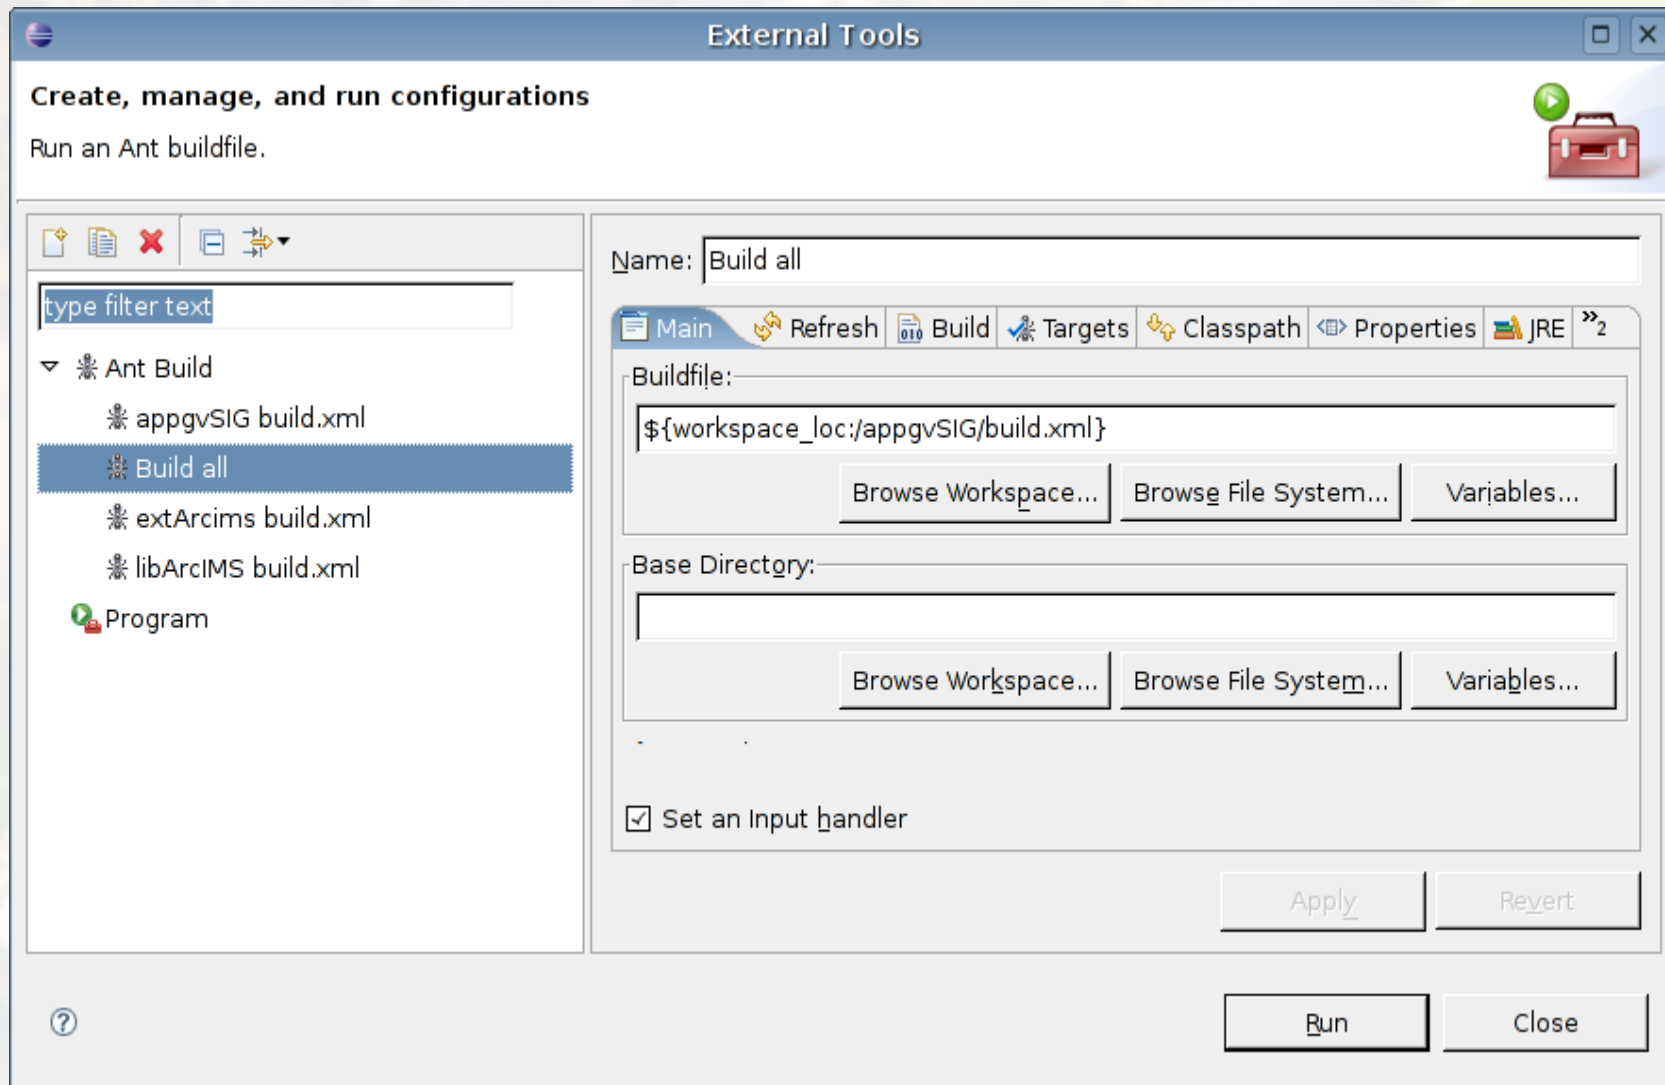 External Tools
Create, manage, and run configurations
Run an Ant buildfile.
type filter text
Ant Build
appgvSIG build.xml
Build all
extArcims build.xml
libArcIMS build.xml
Program
Name: Build all
Main Refresh Build Targets Classpath Properties JRE »2
Buildfile:
${workspace_loc:/appgvSIG/build.xml}
Browse Workspace... Browse File System... Variables...
Base Directory:
Browse Workspace... Browse File System... Variables...
Set an Input handler
Apply Revert
Run Close